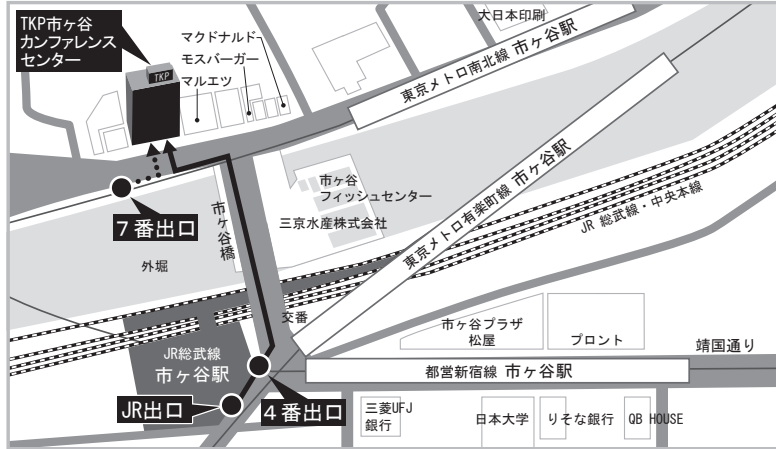 TKP市ヶ谷
カンファレンス
センター
TKP
マクドナルド
モスバーガー
マルエツ
大日本印刷
東京メトロ南北線 市ヶ谷駅
市ヶ谷
フィッシュセンター
三京水産株式会社
7番出口
市ヶ谷橋
外堀
東京メトロ有楽町線 市ヶ谷駅
JR 総武線・中央本線
交番
市ヶ谷プラザ
松屋
プロント
靖国通り
JR総武線
市ヶ谷駅
都営新宿線 市ヶ谷駅
JR出口
4番出口
三菱UFJ
銀行
日本大学
りそな銀行
QB HOUSE